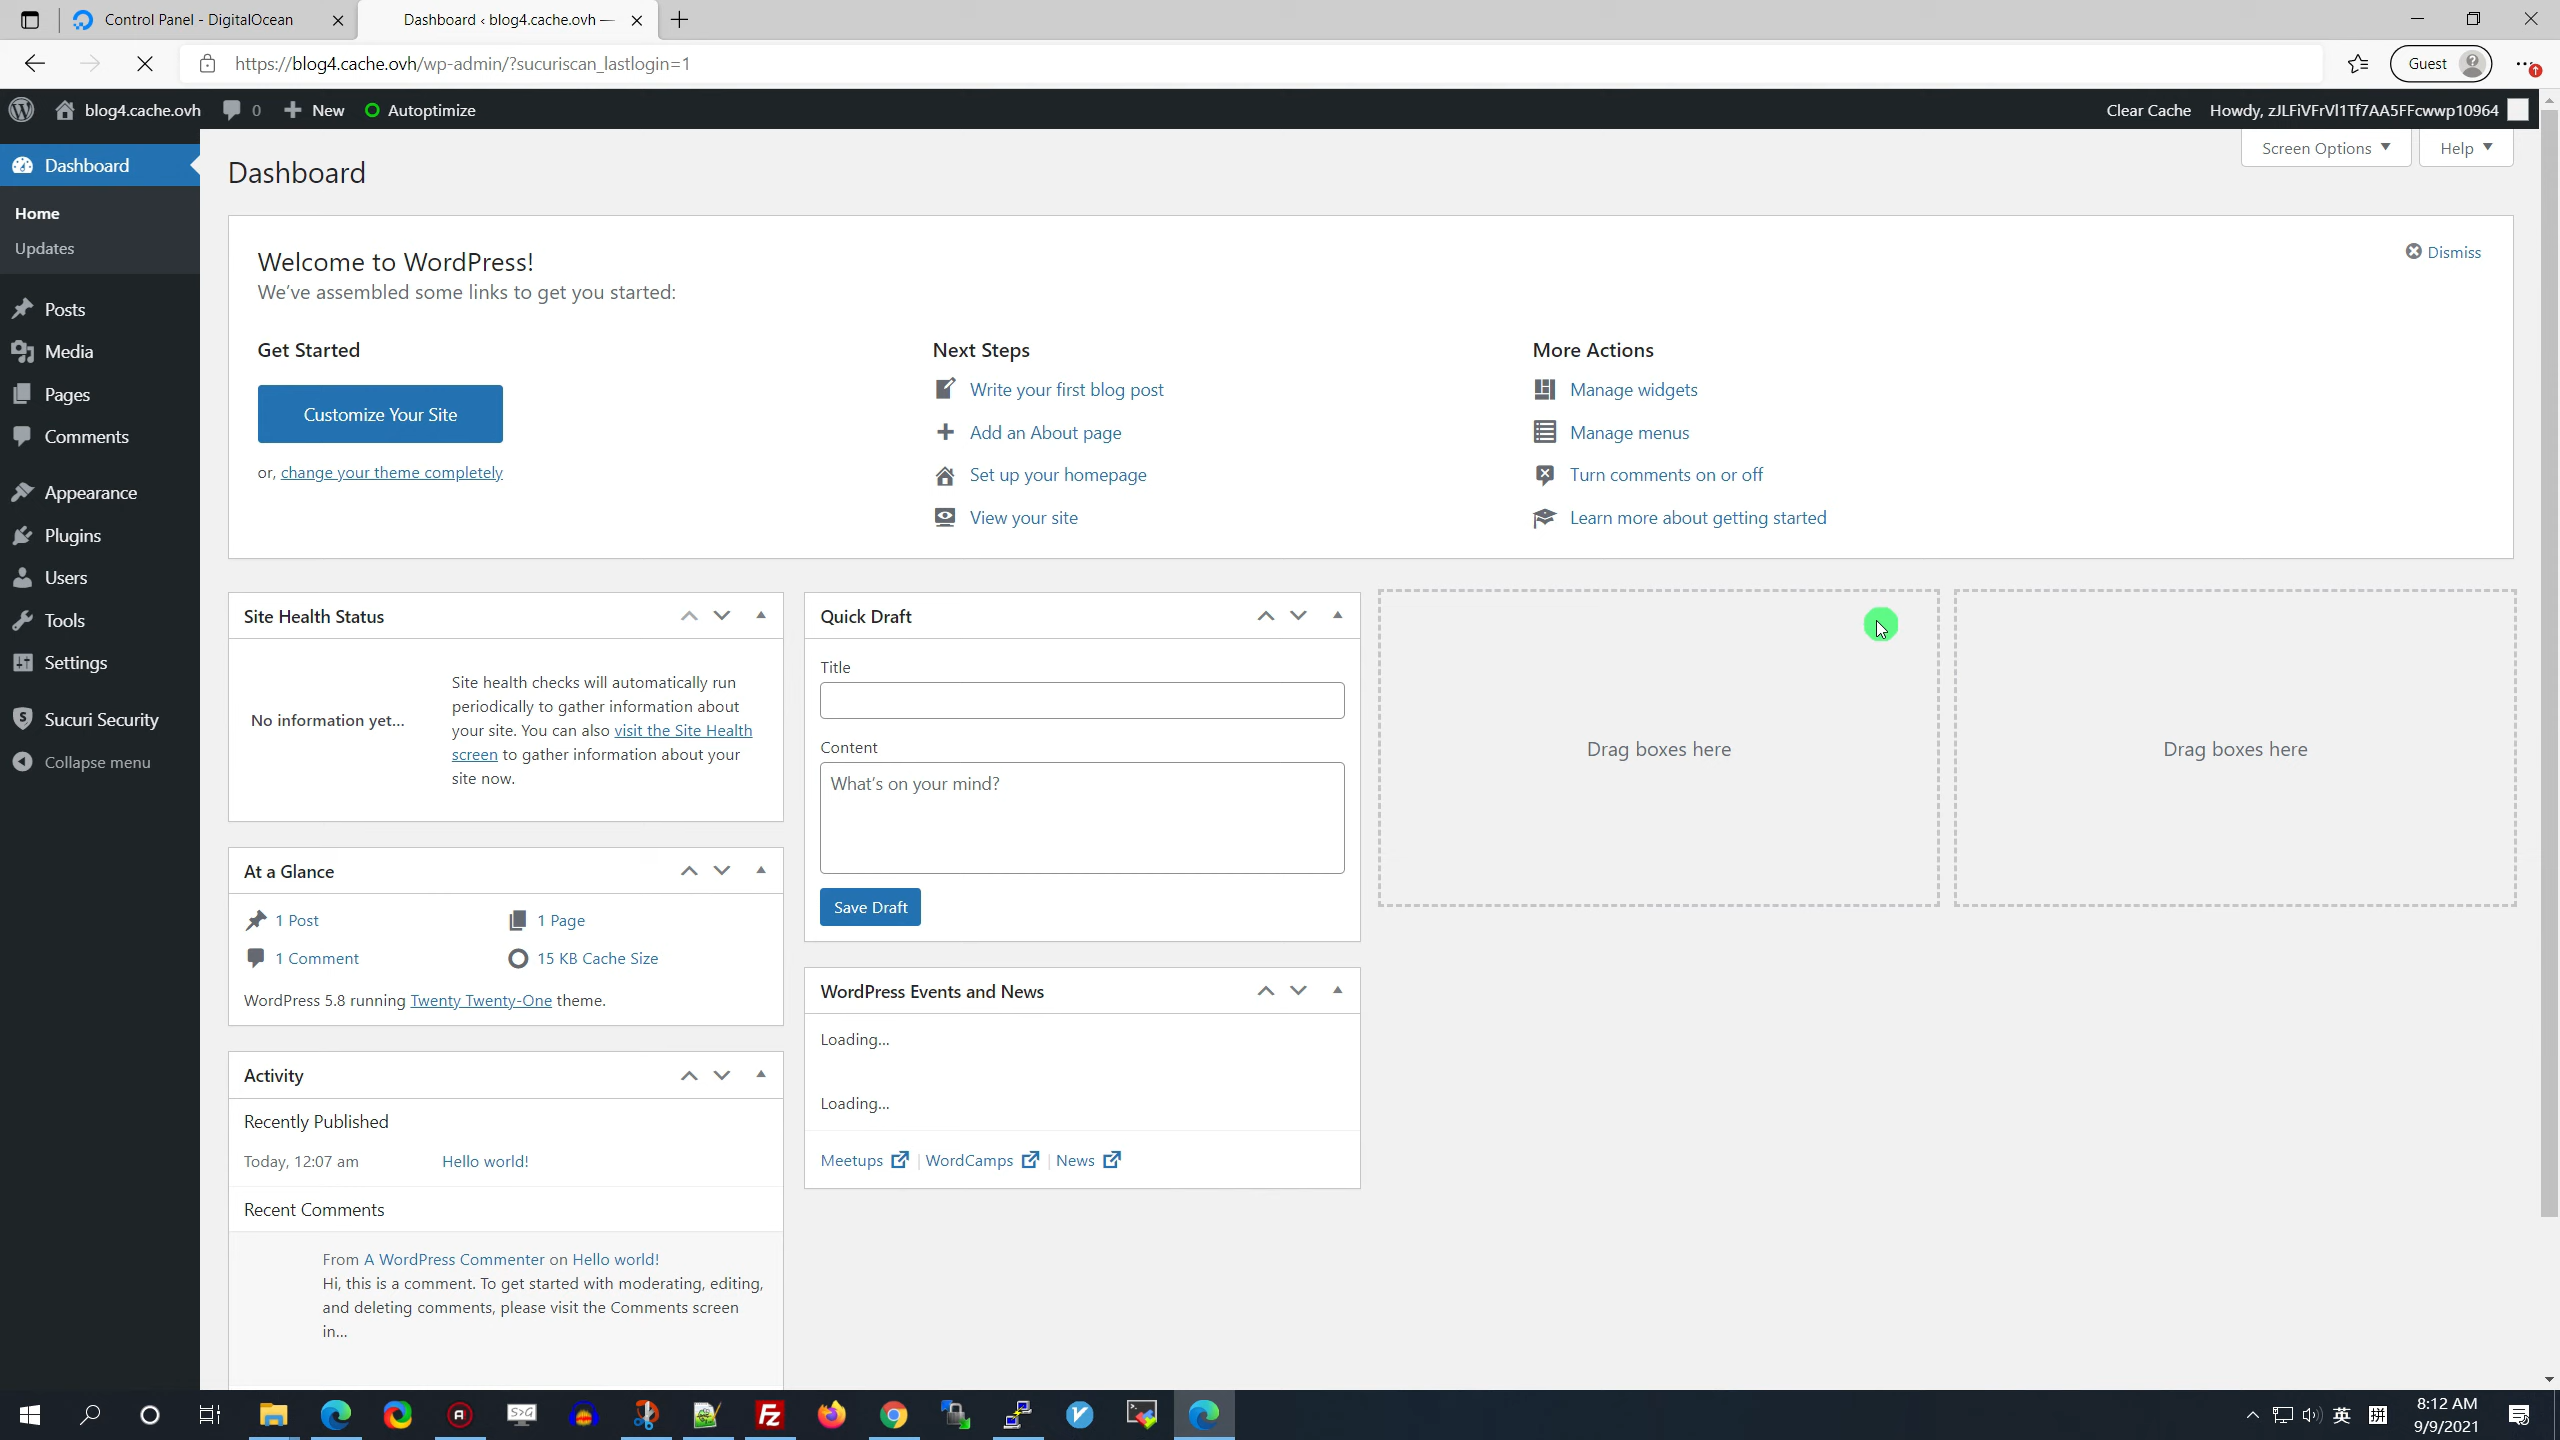 Control Panel - DigitalOcean
Dashboard ‹ blog4.cache.ovh —
https://blog4.cache.ovh/wp-admin/?sucuriscan_lastlogin=1
Guest
blog4.cache.ovh
0
New
Autoptimize
Clear Cache
Howdy, zJLFiVFrVl1Tf7AA5FFcwwp10964
Dashboard
Home
Updates
Posts
Media
Pages
Comments
Appearance
Plugins
Users
Tools
Settings
Sucuri Security
Collapse menu
Screen Options
Help
Dashboard
Welcome to WordPress!
We've assembled some links to get you started:
Dismiss
Get Started
Customize Your Site
or, change your theme completely
Next Steps
Write your first blog post
Add an About page
Set up your homepage
View your site
More Actions
Manage widgets
Manage menus
Turn comments on or off
Learn more about getting started
Site Health Status
No information yet...
Site health checks will automatically run
periodically to gather information about
your site. You can also visit the Site Health
screen to gather information about your
site now.
At a Glance
1 Post
1 Page
1 Comment
15 KB Cache Size
WordPress 5.8 running Twenty Twenty-One theme.
Activity
Recently Published
Today, 12:07 am
Hello world!
Recent Comments
From A WordPress Commenter on Hello world!
Hi, this is a comment. To get started with moderating, editing,
and deleting comments, please visit the Comments screen
in...
Quick Draft
Title
Content
What's on your mind?
Save Draft
WordPress Events and News
Loading...
Loading...
Meetups
WordCamps
News
Drag boxes here
Drag boxes here
英
拼
8:12 AM
9/9/2021